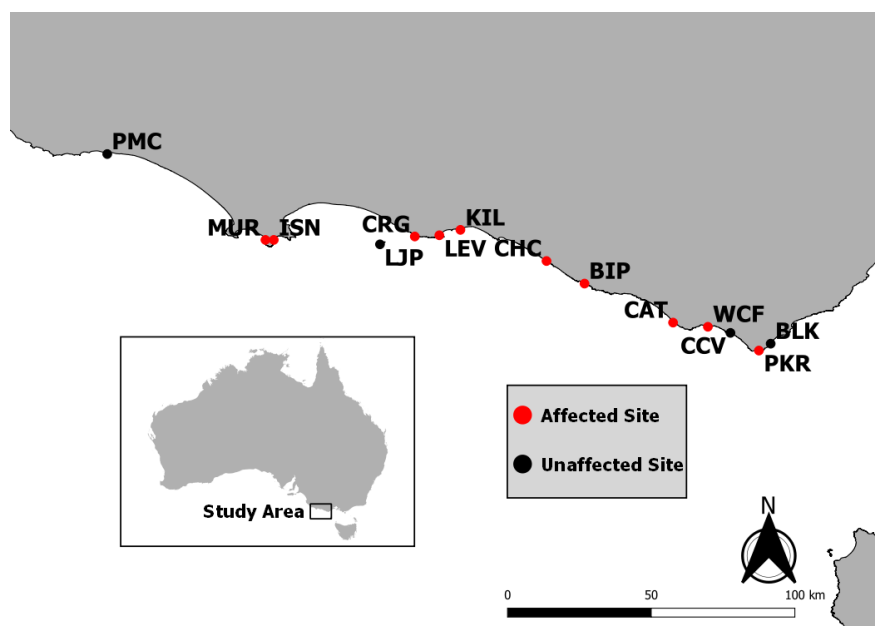 PMC
MUR
ISN
CRG
KIL
LJP
LEV
CHC
BIP
CAT
WCF
CCV
BLK
PKR
Affected Site
Unaffected Site
Study Area
N
0
50
100 km